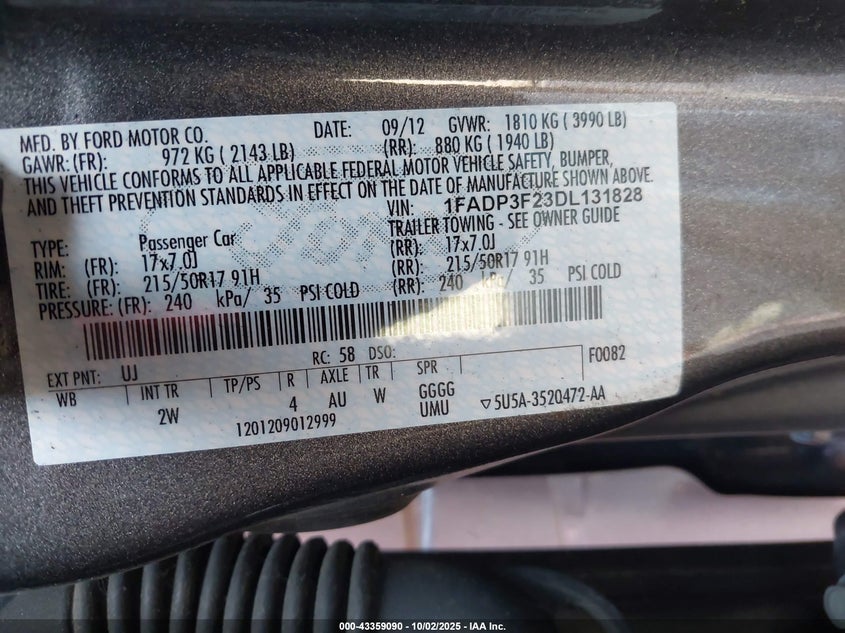 MFD. BY FORD MOTOR CO. DATE: 09/12 GVWR: 1810 KG ( 3990 LB)
GAWR: (FR): 972 KG ( 2143 LB) (RR): 880 KG ( 1940 LB)
THIS VEHICLE CONFORMS TO ALL APPLICABLE FEDERAL MOTOR VEHICLE SAFETY, BUMPER,
AND THEFT PREVENTION STANDARDS IN EFFECT ON THE DATE OF MANUFACTURE SHOWN ABOVE.
VIN: 1FADP3F23DL131828
TYPE: Passenger Car TRAILER TOWING - SEE OWNER GUIDE
RIM: (FR): 17x7.0J (RR): 17x7.0J
TIRE: (FR): 215/50R17 91H (RR): 215/50R17 91H
PRESSURE: (FR): 240 kPa/ 35 PSI COLD (RR): 240 kPa/ 35 PSI COLD
RC: 58 DSO: F0082
EXT PNT: UJ
WB INT TR TP/PS R AXLE TR SPR
2W 4 AU W GGGG
UMU
1201209012999 ▽5U5A-3520472-AA
000-43359090 - 10/02/2025 - IAA Inc.